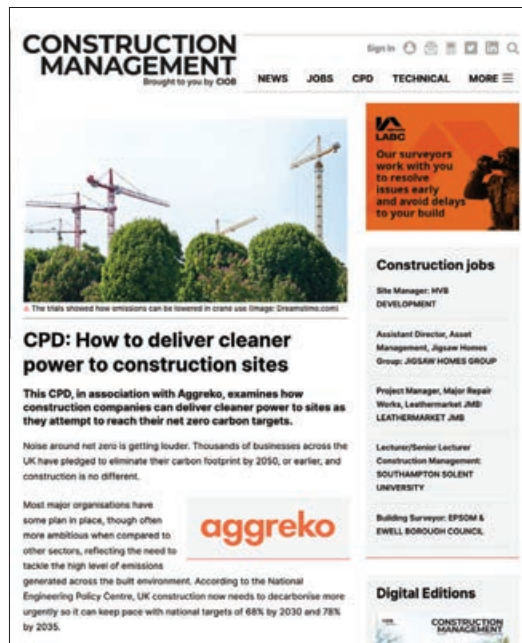 CONSTRUCTION
MANAGEMENT
Brought to you by CIOB
Sign in
NEWS JOBS CPD TECHNICAL MORE
LABC
Our surveyors
work with you
to resolve
issues early
and avoid delays
to your build
The trials showed how emissions can be lowered in crane use (Image: Dreamstime.com)
CPD: How to deliver cleaner
power to construction sites
This CPD, in association with Aggreko, examines how
construction companies can deliver cleaner power to sites as
they attempt to reach their net zero carbon targets.
Noise around net zero is getting louder. Thousands of businesses across the
UK have pledged to eliminate their carbon footprint by 2050, or earlier, and
construction is no different.
Most major organisations have
some plan in place, though often
more ambitious when compared to
other sectors, reflecting the need to
tackle the high level of emissions
generated across the built environment. According to the National
Engineering Policy Centre, UK construction now needs to decarbonise more
urgently so it can keep pace with national targets of 68% by 2030 and 78%
by 2035.
aggreko
Construction jobs
Site Manager: HVB
DEVELOPMENT
Assistant Director, Asset
Management, Jigsaw Homes
Group: JIGSAW HOMES GROUP
Project Manager, Major Repair
Works, Leathermarket JMB:
LEATHERMARKET JMB
Lecturer/Senior Lecturer
Construction Management:
SOUTHAMPTON SOLENT
UNIVERSITY
Building Surveyor: EPSOM &
EWELL BOROUGH COUNCIL
Digital Editions
CONSTRUCTION
MANAGEMENT